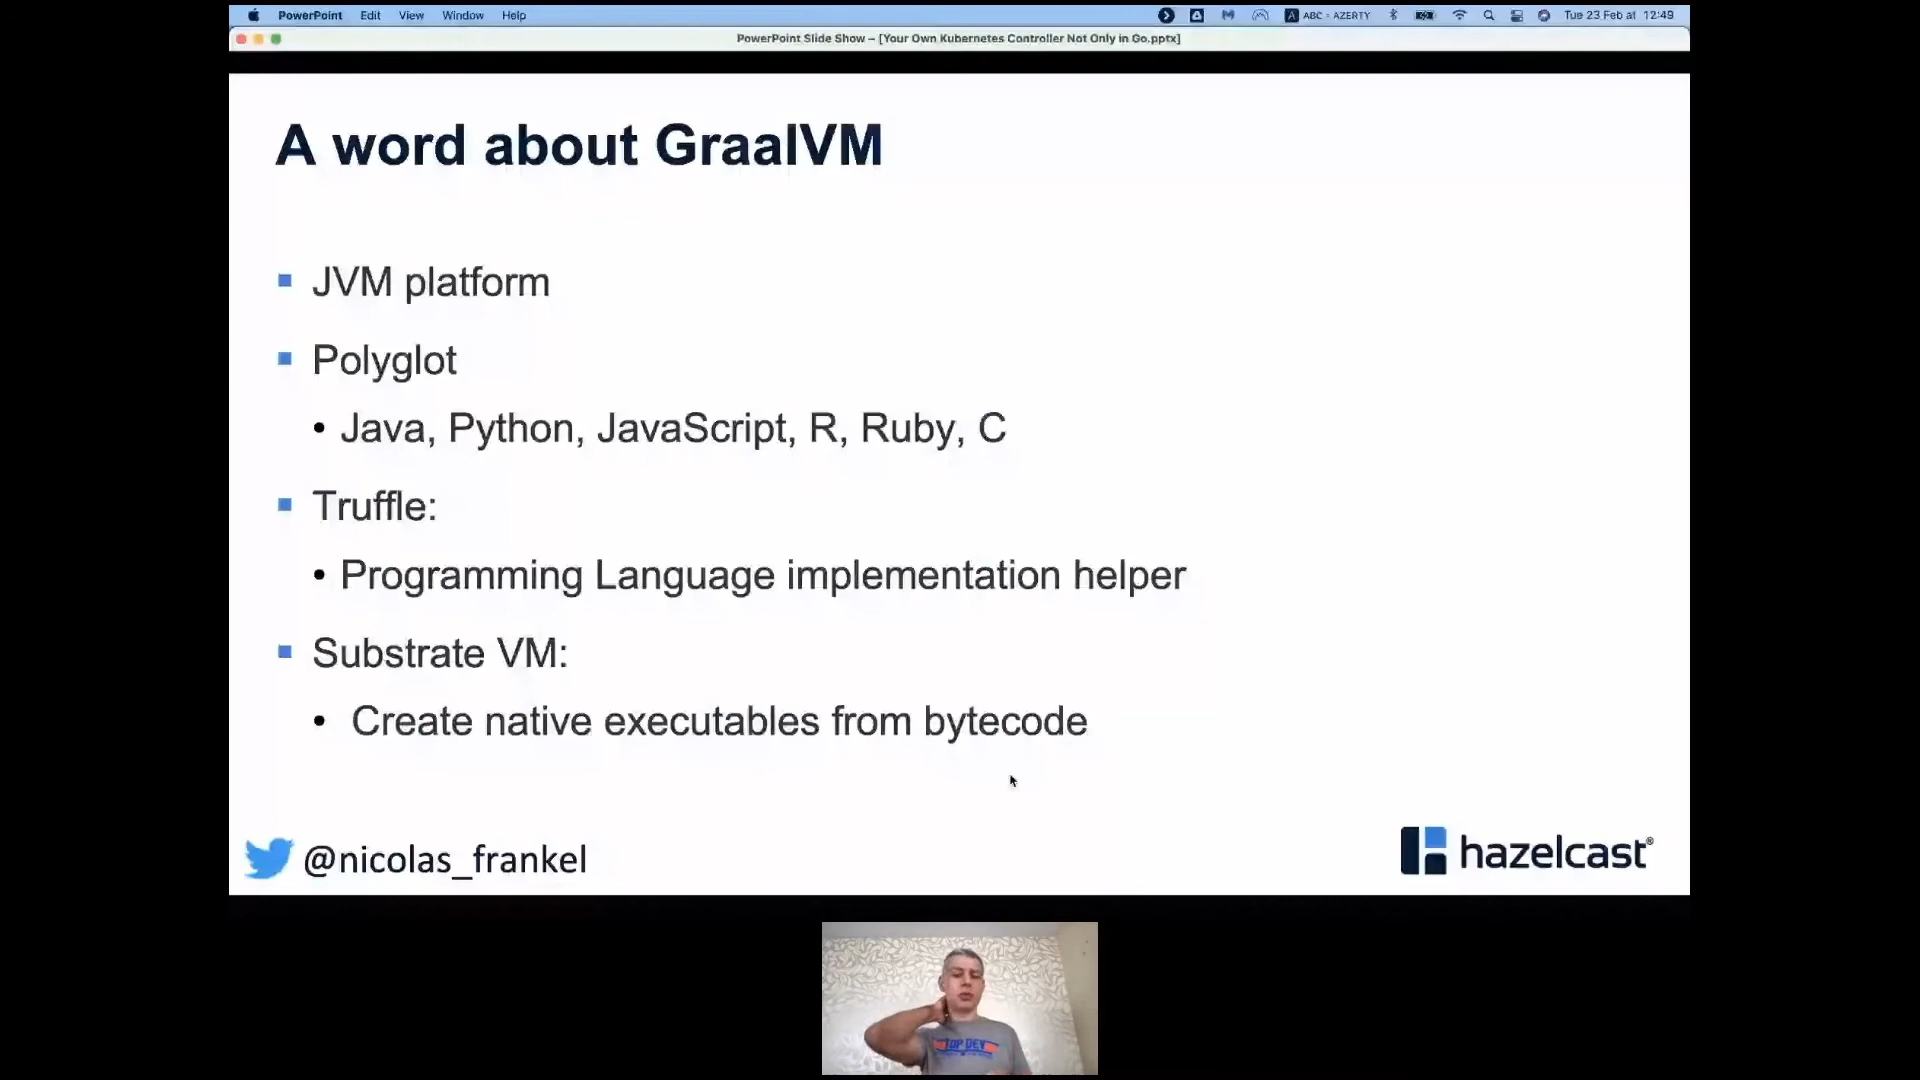 PowerPoint Edit View Window Help ABC - AZERTY Tue 23 Feb at 12:49
PowerPoint Slide Show – [Your Own Kubernetes Controller Not Only in Go.pptx]
A word about GraalVM
JVM platform
Polyglot
• Java, Python, JavaScript, R, Ruby, C
Truffle:
• Programming Language implementation helper
Substrate VM:
• Create native executables from bytecode
@nicolas_frankel
hazelcast®
TOP DEV